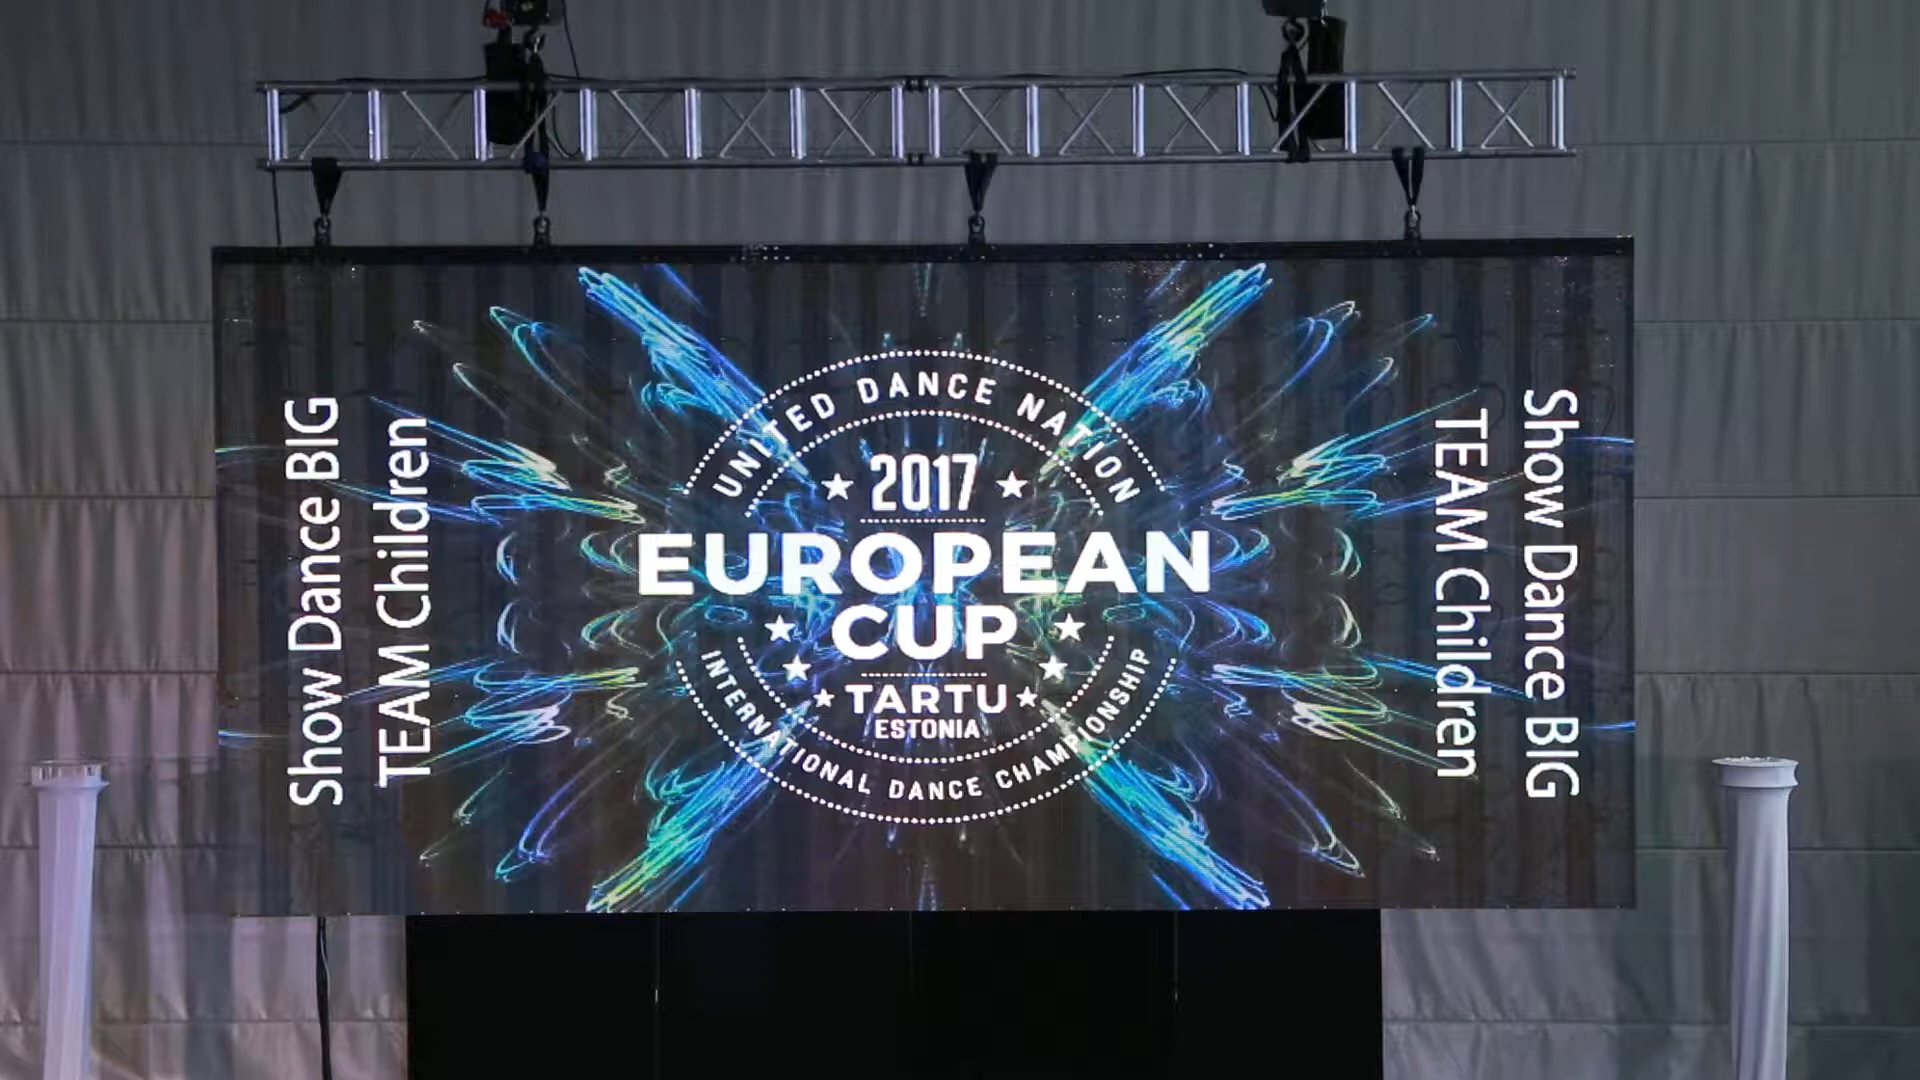 Show Dance BIG
TEAM Children
UNITED DANCE NATION
2017
EUROPEAN
CUP
TARTU
ESTONIA
INTERNATIONAL DANCE CHAMPIONSHIP
Show Dance BIG
TEAM Children